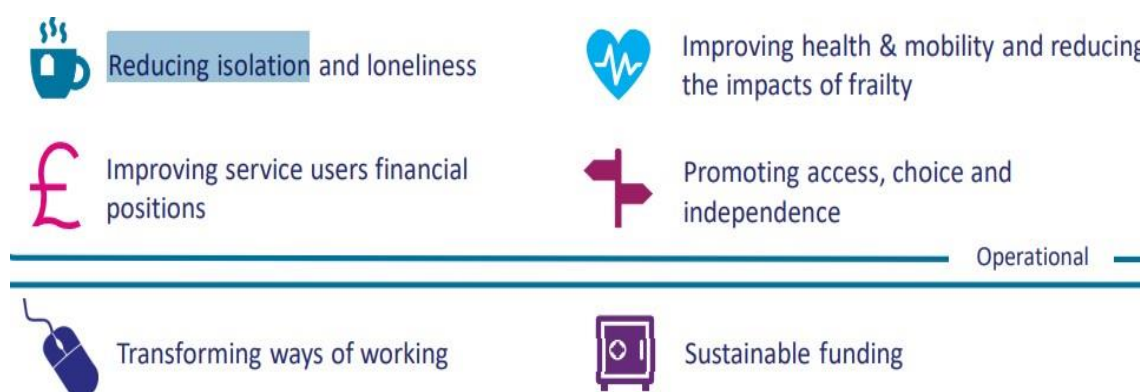 Reducing isolation and loneliness
Improving health & mobility and reducing
the impacts of frailty
Improving service users financial
positions
Promoting access, choice and
independence
Operational
Transforming ways of working
Sustainable funding